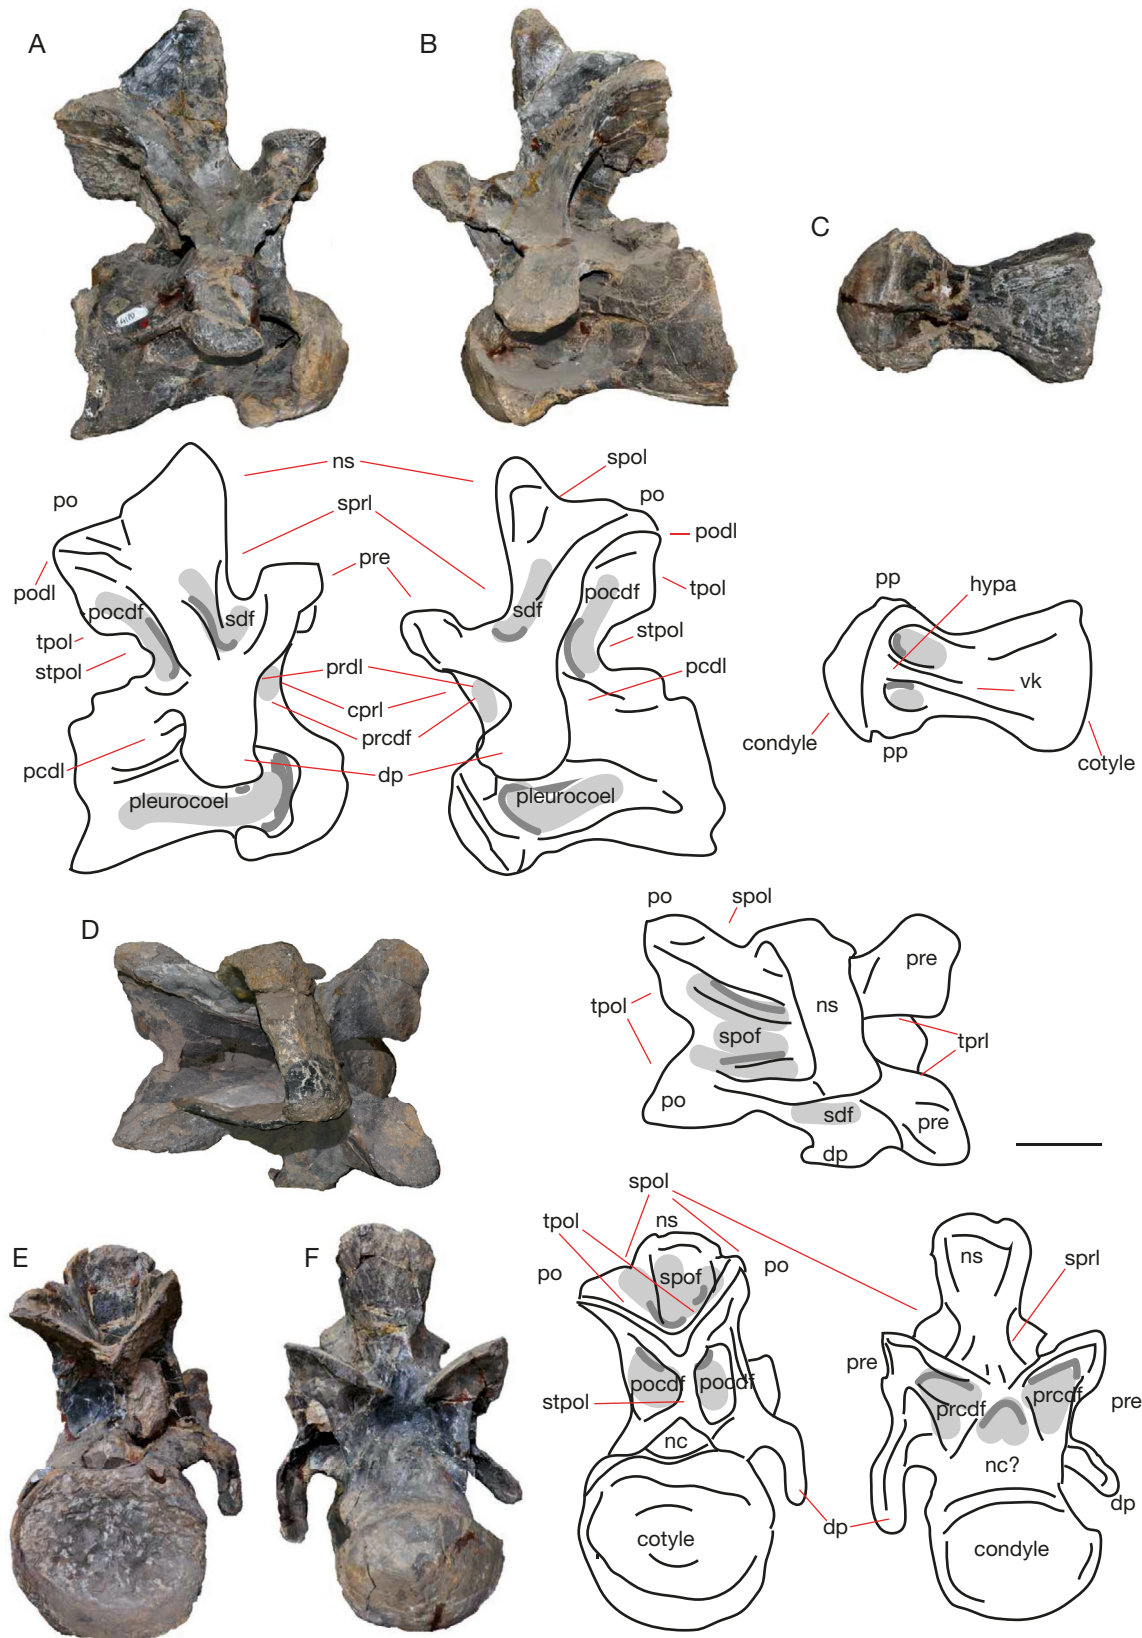 A
B
C
ns
spol
po
po
sprl
podl
pre
podl
tpol
pp
hypa
pocdf
sdf
sdf
pocdf
tpol
stpol
stpol
prdl
pcdl
vk
cprl
prcdf
condyle
pp
pcdl
dp
cotyle
pleurocoel
pleurocoel
D
po
spol
pre
ns
tpol
spof
tprl
po
sdf
pre
dp
spol
tpol
ns
E
F
po
spof
po
ns
sprl
pre
pocdf
pocdf
prcdf
prcdf
pre
stpol
nc
nc?
dp
dp
cotyle
condyle